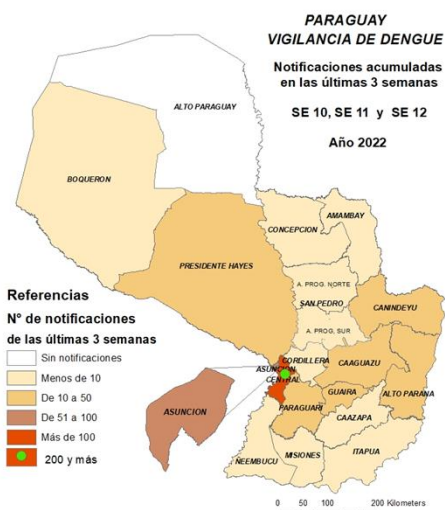 PARAGUAY
VIGILANCIA DE DENGUE
Notificaciones acumuladas
en las últimas 3 semanas
SE 10, SE 11 y SE 12
Año 2022
ALTO PARAGUAY
BOQUERON
CONCEPCION
AMAMBAY
PRESIDENTE HAYES
A. PROG. NORTE
SAN PEDRO
CANINDEYU
A. PROG. SUR
CORDILLERA
ASUNCION
CENTRAL
CAAGUAZU
ALTO PARANA
GUAIRA
PARAGUARI
CAAZAPA
ÑEEMBUCU
MISIONES
ITAPUA
ASUNCION
Referencias
N° de notificaciones
de las últimas 3 semanas
Sin notificaciones
Menos de 10
De 10 a 50
De 51 a 100
Más de 100
200 y más
0 50 100 200 Kilometers